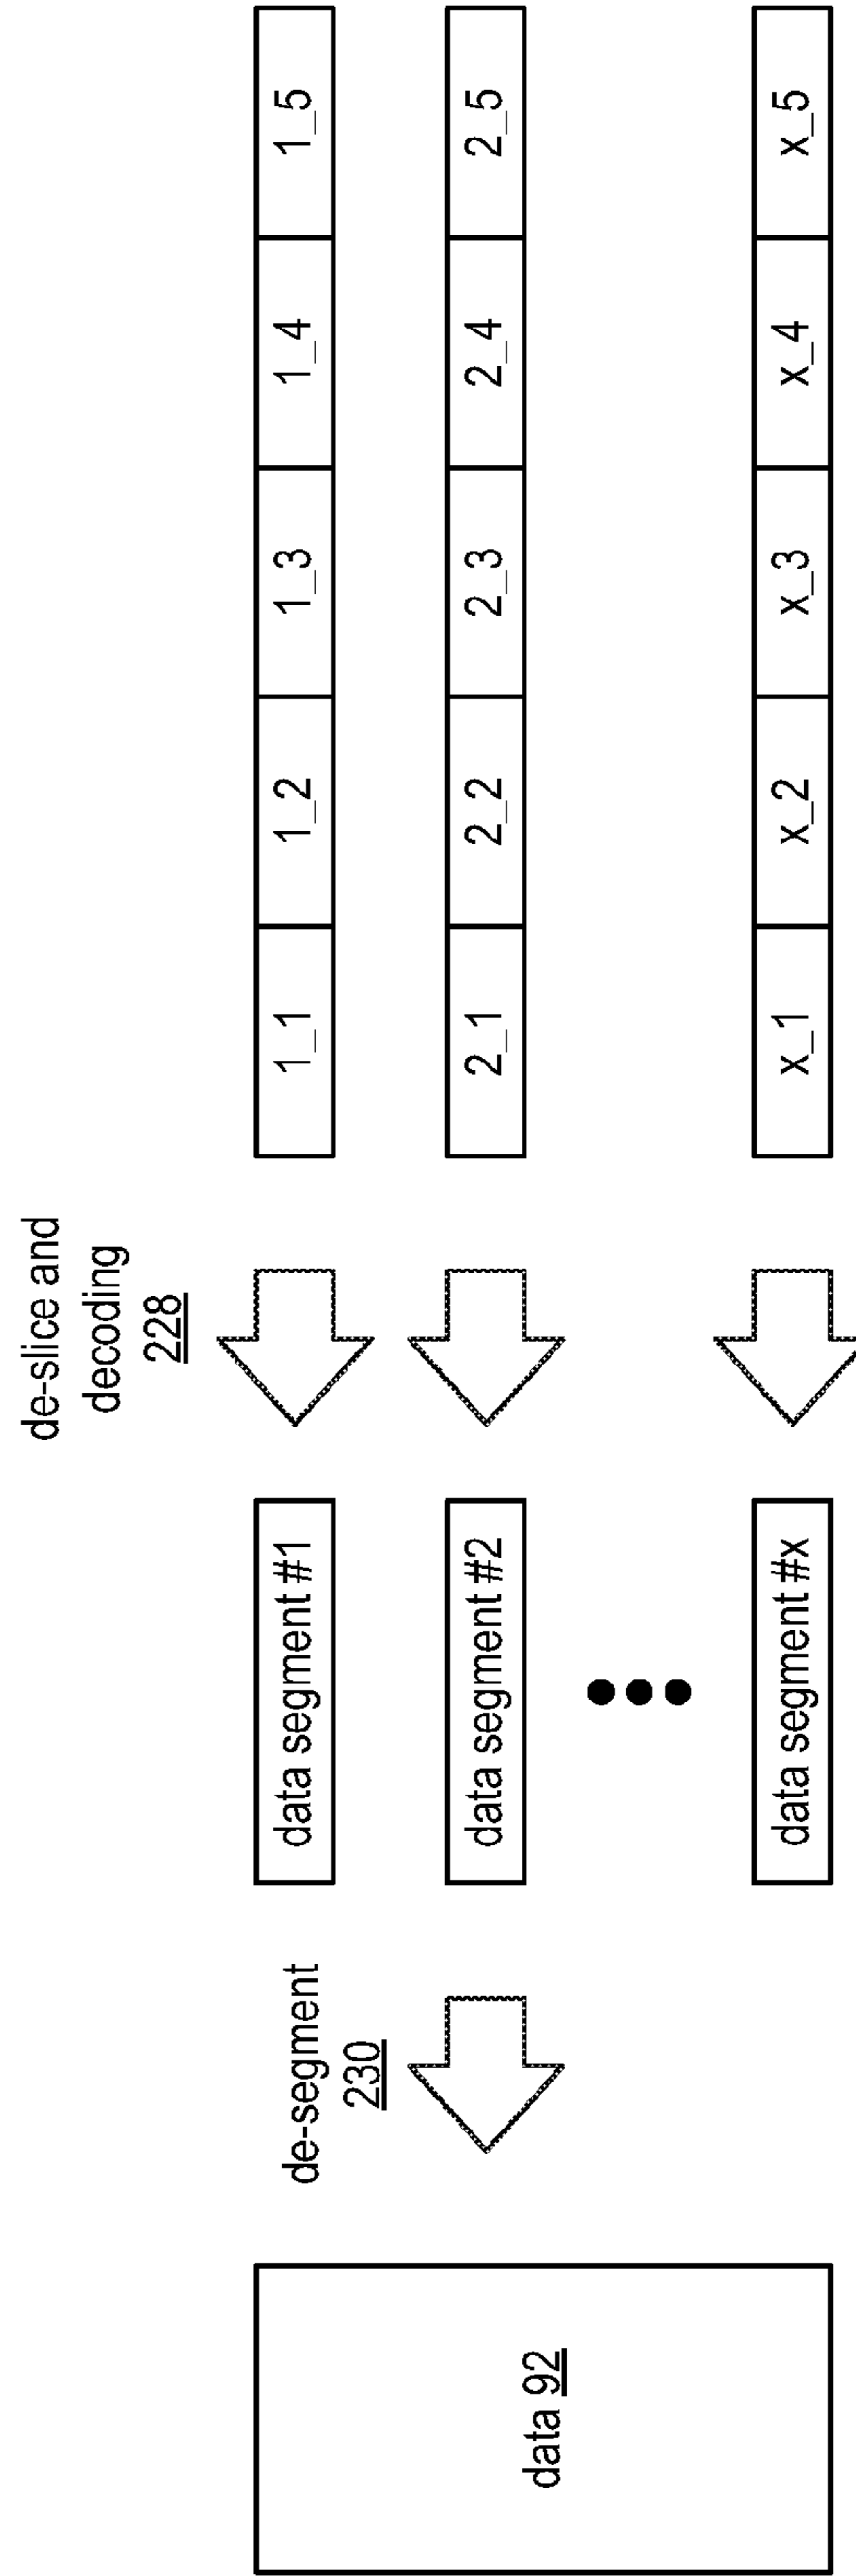 de-segment
230
de-slice and
decoding
228
data 92
data segment #1
1_1
1_2
1_3
1_4
1_5
data segment #2
2_1
2_2
2_3
2_4
2_5
data segment #x
x_1
x_2
x_3
x_4
x_5